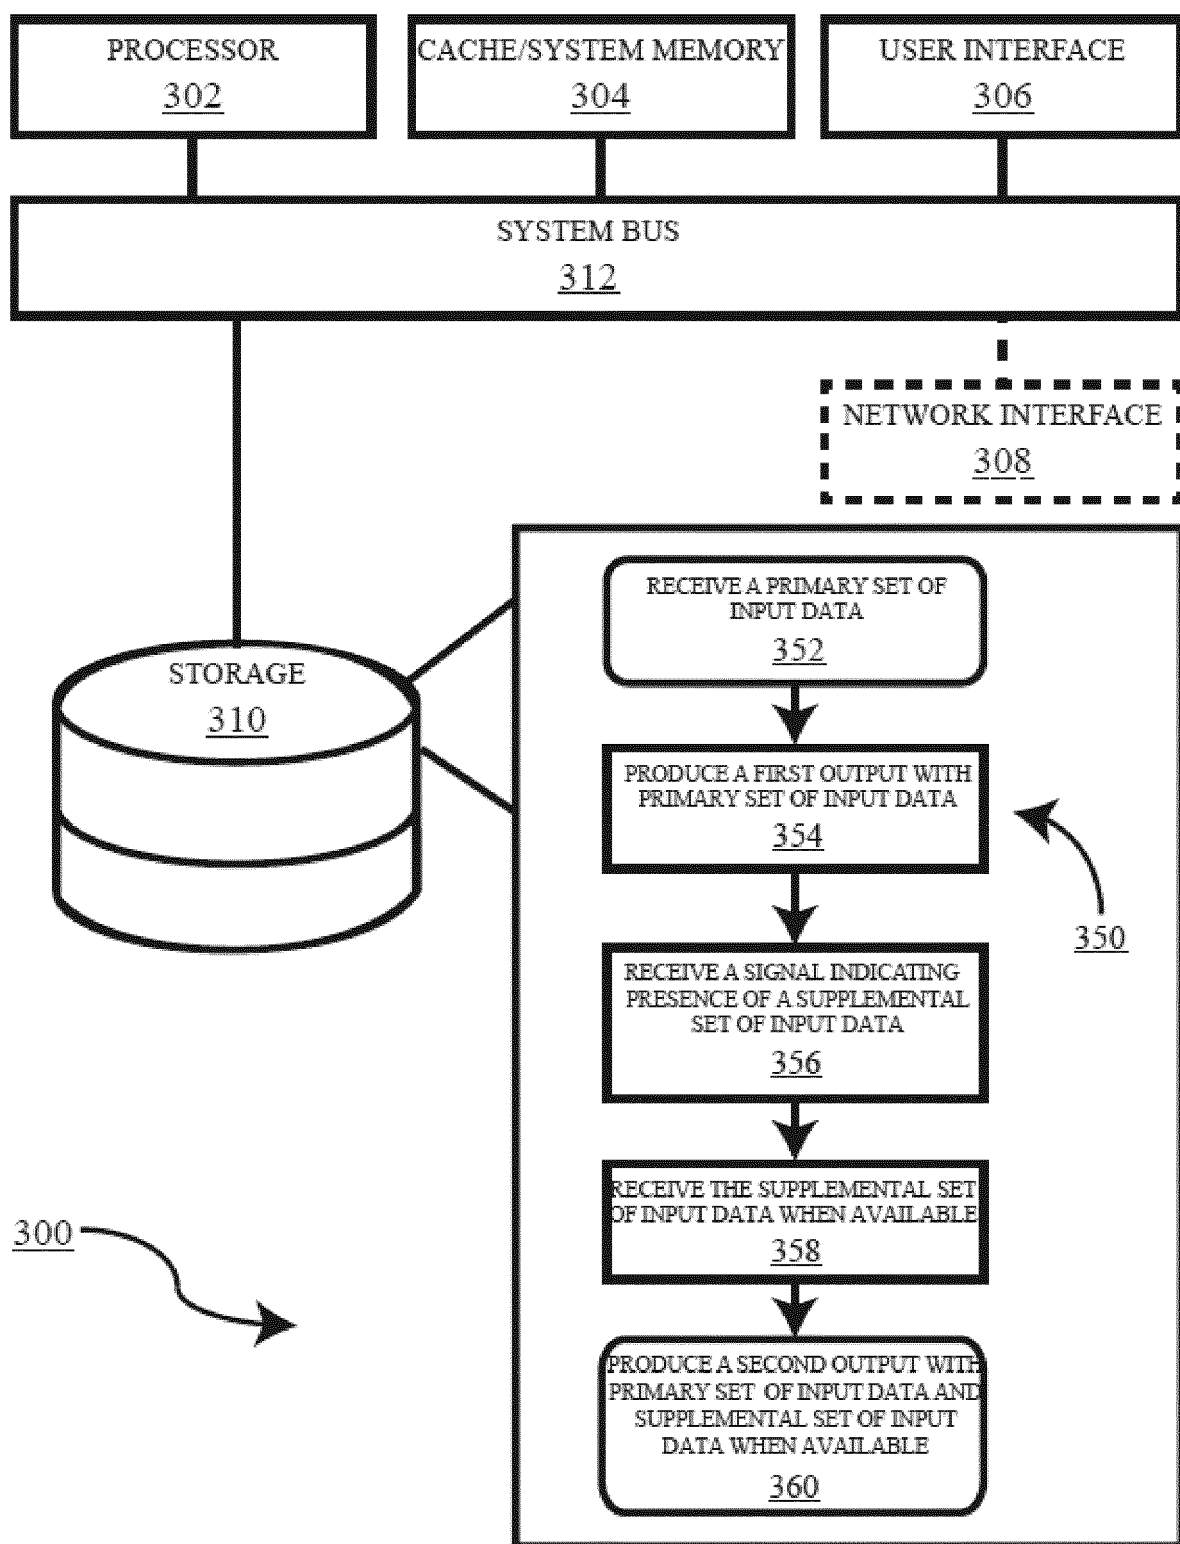 PROCESSOR
302
CACHE/SYSTEM MEMORY
304
USER INTERFACE
306
SYSTEM BUS
312
NETWORK INTERFACE
308
STORAGE
310
RECEIVE A PRIMARY SET OF
INPUT DATA
352
PRODUCE A FIRST OUTPUT WITH
PRIMARY SET OF INPUT DATA
354
350
RECEIVE A SIGNAL INDICATING
PRESENCE OF A SUPPLEMENTAL
SET OF INPUT DATA
356
RECEIVE THE SUPPLEMENTAL SET
OF INPUT DATA WHEN AVAILABLE
358
300
PRODUCE A SECOND OUTPUT WITH
PRIMARY SET OF INPUT DATA AND
SUPPLEMENTAL SET OF INPUT
DATA WHEN AVAILABLE
360